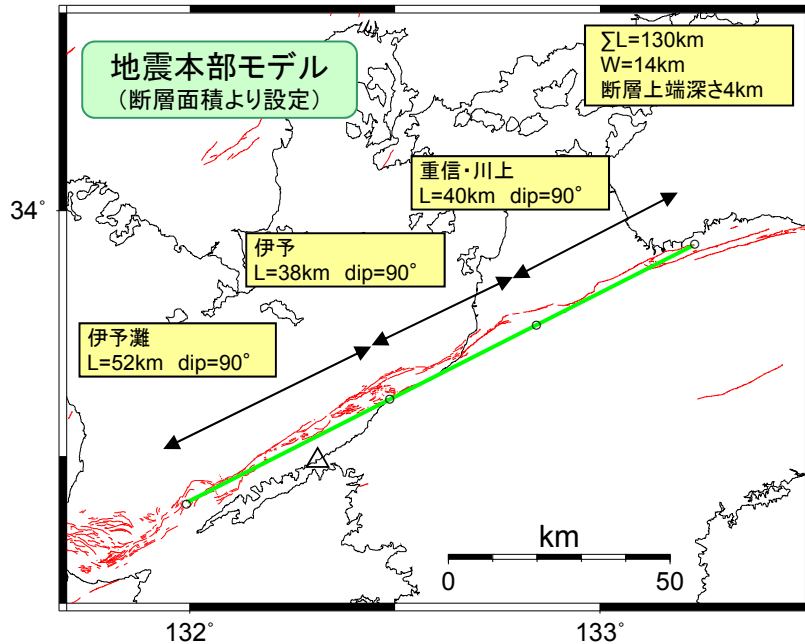 地震本部モデル
（断層面積より設定）
∑L=130km
W=14km
断層上端深さ4km
重信・川上
L=40km dip=90°
34°
伊予
L=38km dip=90°
伊予灘
L=52km dip=90°
km
0 50
132° 133°